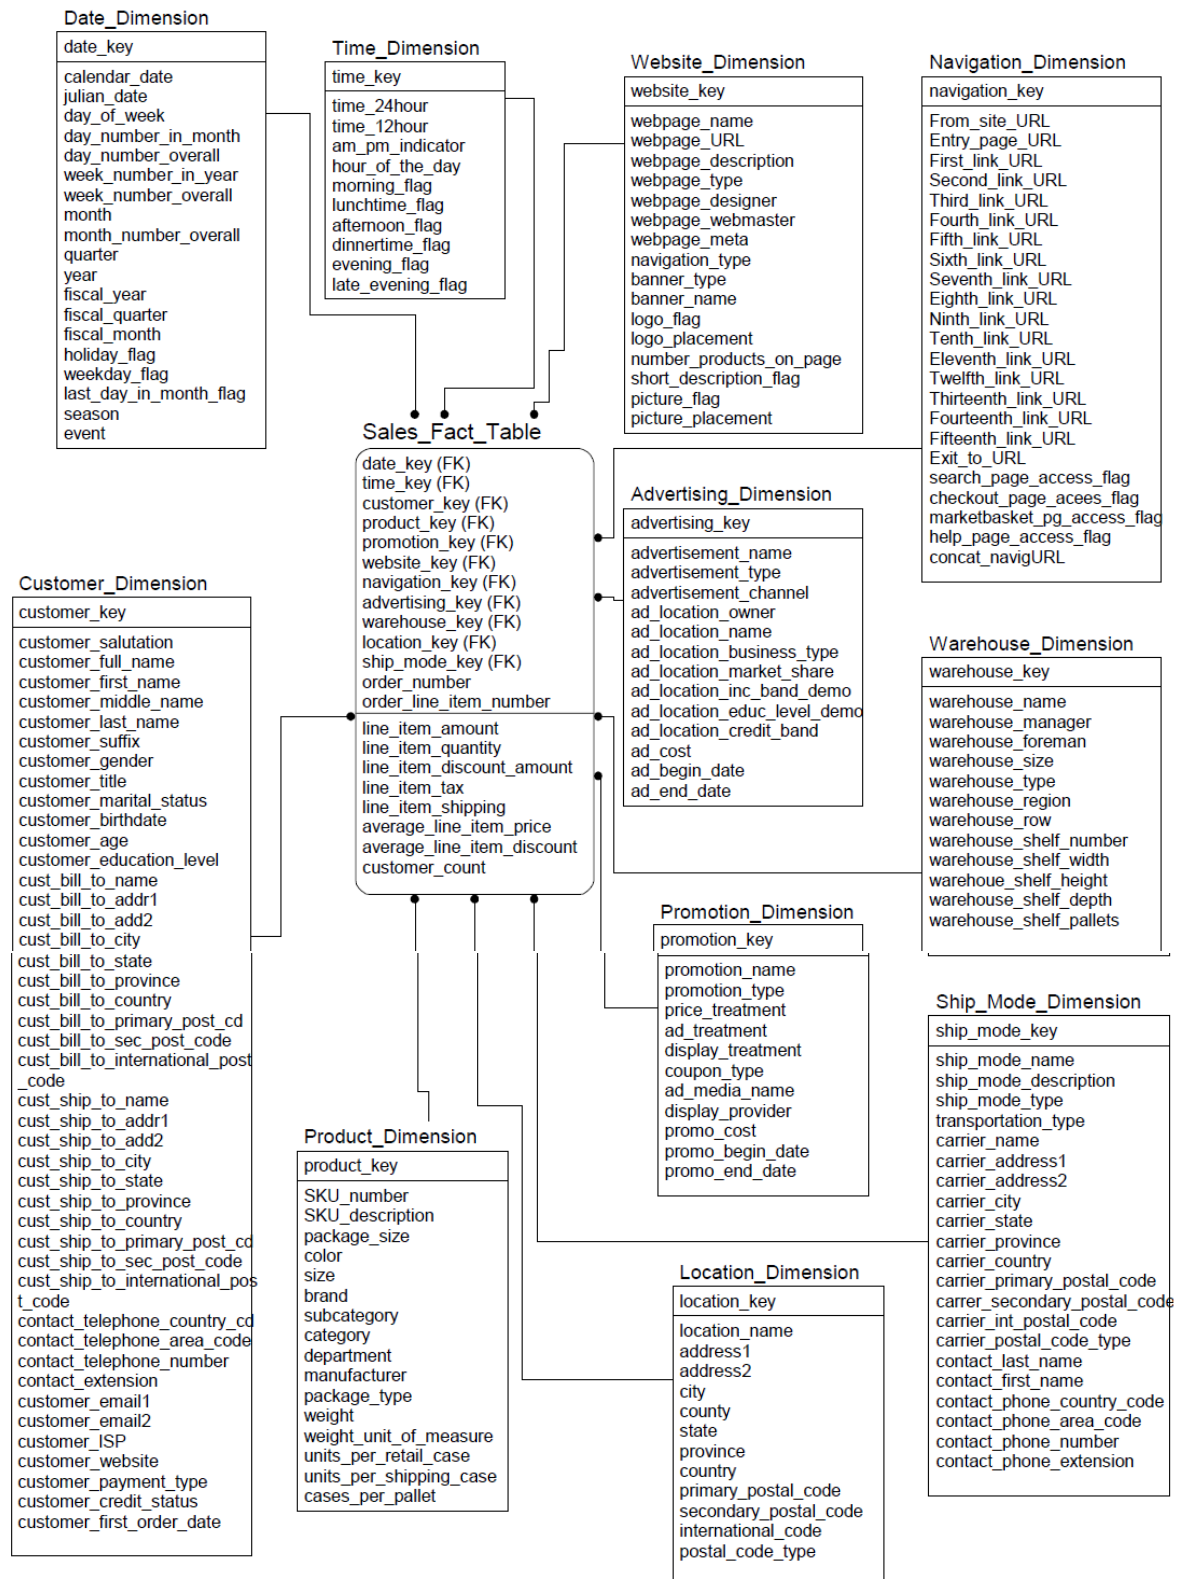 Date_Dimension
date_key
calendar_date
julian_date
day_of_week
day_number_in_month
day_number_overall
week_number_in_year
week_number_overall
month
month_number_overall
quarter
year
fiscal_year
fiscal_quarter
fiscal_month
holiday_flag
weekday_flag
last_day_in_month_flag
season
event
Time_Dimension
time_key
time_24hour
time_12hour
am_pm_indicator
hour_of_the_day
morning_flag
lunchtime_flag
afternoon_flag
dinnertime_flag
evening_flag
late_evening_flag
Website_Dimension
website_key
webpage_name
webpage_URL
webpage_description
webpage_type
webpage_designer
webpage_webmaster
webpage_meta
navigation_type
banner_type
banner_name
logo_flag
logo_placement
number_products_on_page
short_description_flag
picture_flag
picture_placement
Navigation_Dimension
navigation_key
From_site_URL
Entry_page_URL
First_link_URL
Second_link_URL
Third_link_URL
Fourth_link_URL
Fifth_link_URL
Sixth_link_URL
Seventh_link_URL
Eighth_link_URL
Ninth_link_URL
Tenth_link_URL
Eleventh_link_URL
Twelfth_link_URL
Thirteenth_link_URL
Fourteenth_link_URL
Fifteenth_link_URL
Exit_to_URL
search_page_access_flag
checkout_page_acees_flag
marketbasket_pg_access_flag
help_page_access_flag
concat_navigURL
Sales_Fact_Table
date_key (FK)
time_key (FK)
customer_key (FK)
product_key (FK)
promotion_key (FK)
website_key (FK)
navigation_key (FK)
advertising_key (FK)
warehouse_key (FK)
location_key (FK)
ship_mode_key (FK)
order_number
order_line_item_number
line_item_amount
line_item_quantity
line_item_discount_amount
line_item_tax
line_item_shipping
average_line_item_price
average_line_item_discount
customer_count
Advertising_Dimension
advertising_key
advertisement_name
advertisement_type
advertisement_channel
ad_location_owner
ad_location_name
ad_location_business_type
ad_location_market_share
ad_location_inc_band_demo
ad_location_educ_level_demo
ad_location_credit_band
ad_cost
ad_begin_date
ad_end_date
Customer_Dimension
customer_key
customer_salutation
customer_full_name
customer_first_name
customer_middle_name
customer_last_name
customer_suffix
customer_gender
customer_title
customer_marital_status
customer_birthdate
customer_age
customer_education_level
cust_bill_to_name
cust_bill_to_addr1
cust_bill_to_add2
cust_bill_to_city
cust_bill_to_state
cust_bill_to_province
cust_bill_to_country
cust_bill_to_primary_post_cd
cust_bill_to_sec_post_code
cust_bill_to_international_post
_code
cust_ship_to_name
cust_ship_to_addr1
cust_ship_to_add2
cust_ship_to_city
cust_ship_to_state
cust_ship_to_province
cust_ship_to_country
cust_ship_to_primary_post_cd
cust_ship_to_sec_post_code
cust_ship_to_international_pos
t_code
contact_telephone_country_cd
contact_telephone_area_code
contact_telephone_number
contact_extension
customer_email1
customer_email2
customer_ISP
customer_website
customer_payment_type
customer_credit_status
customer_first_order_date
Warehouse_Dimension
warehouse_key
warehouse_name
warehouse_manager
warehouse_foreman
warehouse_size
warehouse_type
warehouse_region
warehouse_row
warehouse_shelf_number
warehouse_shelf_width
warehoue_shelf_height
warehouse_shelf_depth
warehouse_shelf_pallets
Promotion_Dimension
promotion_key
promotion_name
promotion_type
price_treatment
ad_treatment
display_treatment
coupon_type
ad_media_name
display_provider
promo_cost
promo_begin_date
promo_end_date
Ship_Mode_Dimension
ship_mode_key
ship_mode_name
ship_mode_description
ship_mode_type
transportation_type
carrier_name
carrier_address1
carrier_address2
carrier_city
carrier_state
carrier_province
carrier_country
carrier_primary_postal_code
carrer_secondary_postal_code
carrier_int_postal_code
carrier_postal_code_type
contact_last_name
contact_first_name
contact_phone_country_code
contact_phone_area_code
contact_phone_number
contact_phone_extension
Product_Dimension
product_key
SKU_number
SKU_description
package_size
color
size
brand
subcategory
category
department
manufacturer
package_type
weight
weight_unit_of_measure
units_per_retail_case
units_per_shipping_case
cases_per_pallet
Location_Dimension
location_key
location_name
address1
address2
city
county
state
province
country
primary_postal_code
secondary_postal_code
international_code
postal_code_type